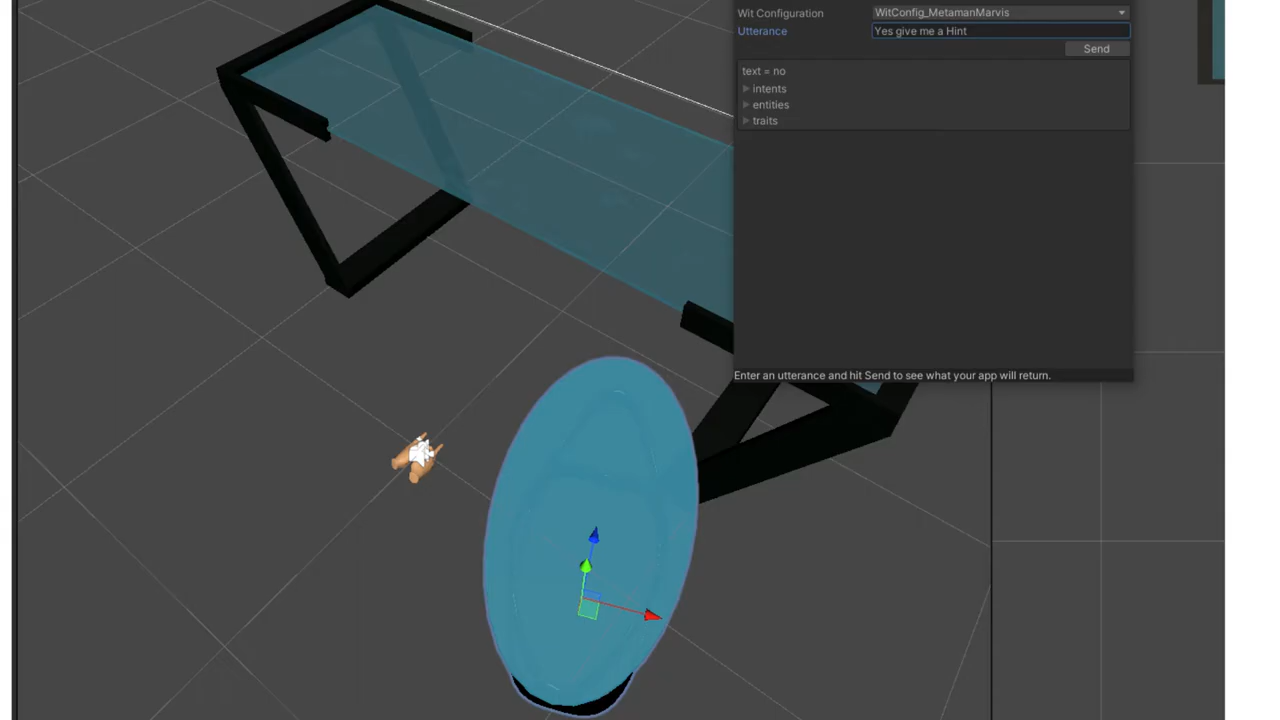 Wit Configuration WitConfig_MetamanMarvis
Utterance Yes give me a Hint
Send
text = no
intents
entities
traits
Enter an utterance and hit Send to see what your app will return.